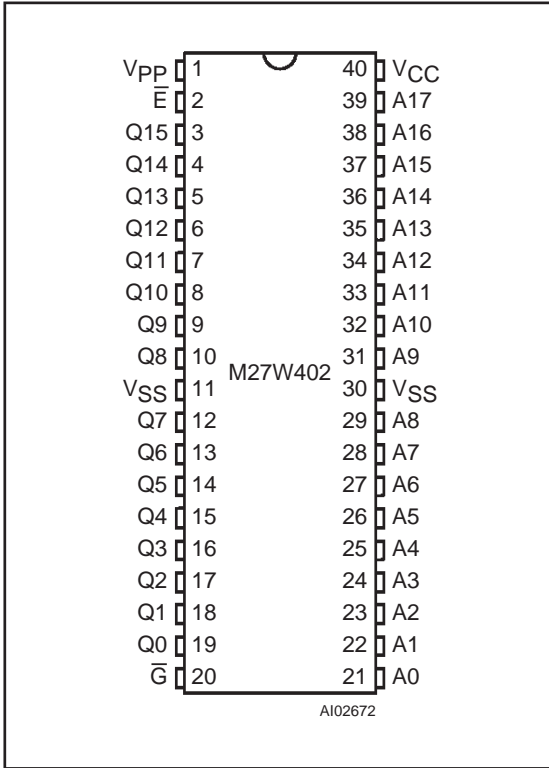 VPP 1 40 VCC
E̅ 2 39 A17
Q15 3 38 A16
Q14 4 37 A15
Q13 5 36 A14
Q12 6 35 A13
Q11 7 34 A12
Q10 8 33 A11
Q9 9 32 A10
Q8 10 31 A9
M27W402
VSS 11 30 VSS
Q7 12 29 A8
Q6 13 28 A7
Q5 14 27 A6
Q4 15 26 A5
Q3 16 25 A4
Q2 17 24 A3
Q1 18 23 A2
Q0 19 22 A1
G̅ 20 21 A0
AI02672